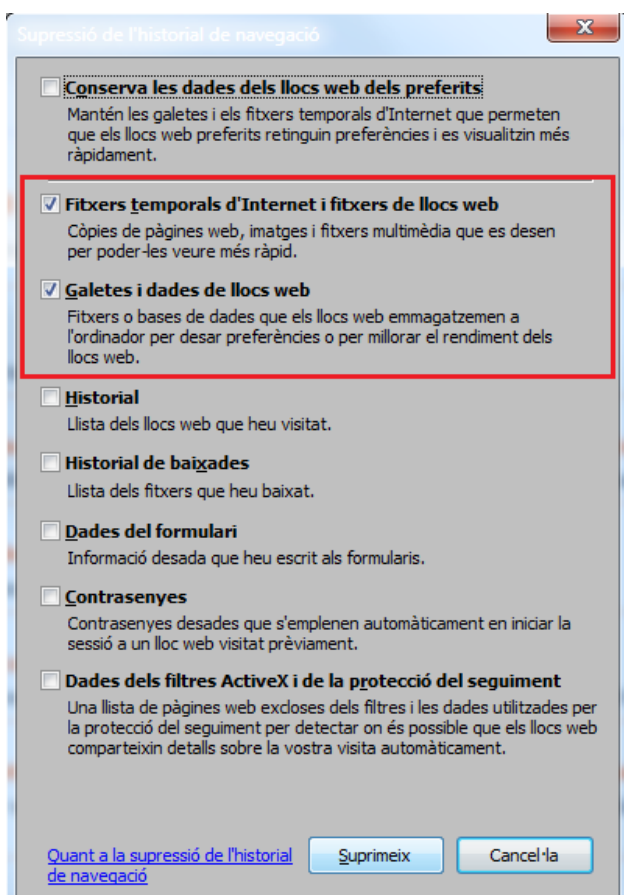 Supressió de l'historial de navegació
Conserva les dades dels llocs web dels preferits
Mantén les galetes i els fitxers temporals d'Internet que permeten
que els llocs web preferits retinguin preferències i es visualitzin més
ràpidament.
Fitxers temporals d'Internet i fitxers de llocs web
Còpies de pàgines web, imatges i fitxers multimèdia que es desen
per poder-les veure més ràpid.
Galetes i dades de llocs web
Fitxers o bases de dades que els llocs web emmagatzemen a
l'ordinador per desar preferències o per millorar el rendiment dels
llocs web.
Historial
Llista dels llocs web que heu visitat.
Historial de baixades
Llista dels fitxers que heu baixat.
Dades del formulari
Informació desada que heu escrit als formularis.
Contrasenyes
Contrasenyes desades que s'emplenen automàticament en iniciar la
sessió a un lloc web visitat prèviament.
Dades dels filtres ActiveX i de la protecció del seguiment
Una llista de pàgines web excloses dels filtres i les dades utilitzades per
la protecció del seguiment per detectar on és possible que els llocs web
comparteixin detalls sobre la vostra visita automàticament.
Quant a la supressió de l'historial
de navegació
Suprimeix
Cancel·la